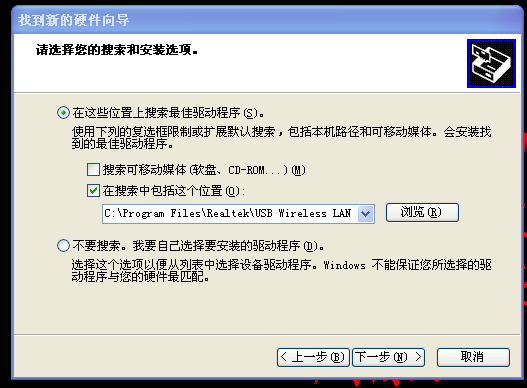 找到新的硬件向导
请选择您的搜索和安装选项。
在这些位置上搜索最佳驱动程序(S)。
使用下列的复选框限制或扩展默认搜索，包括本机路径和可移动媒体。会安装找
到的最佳驱动程序。
搜索可移动媒体(软盘、CD-ROM...)(M)
在搜索中包括这个位置(O):
C:\Program Files\Realtek\USB Wireless LAN
浏览(R)
不要搜索。我要自己选择要安装的驱动程序(D)。
选择这个选项以便从列表中选择设备驱动程序。Windows 不能保证您所选择的驱
动程序与您的硬件最匹配。
< 上一步(B)
下一步(N) >
取消